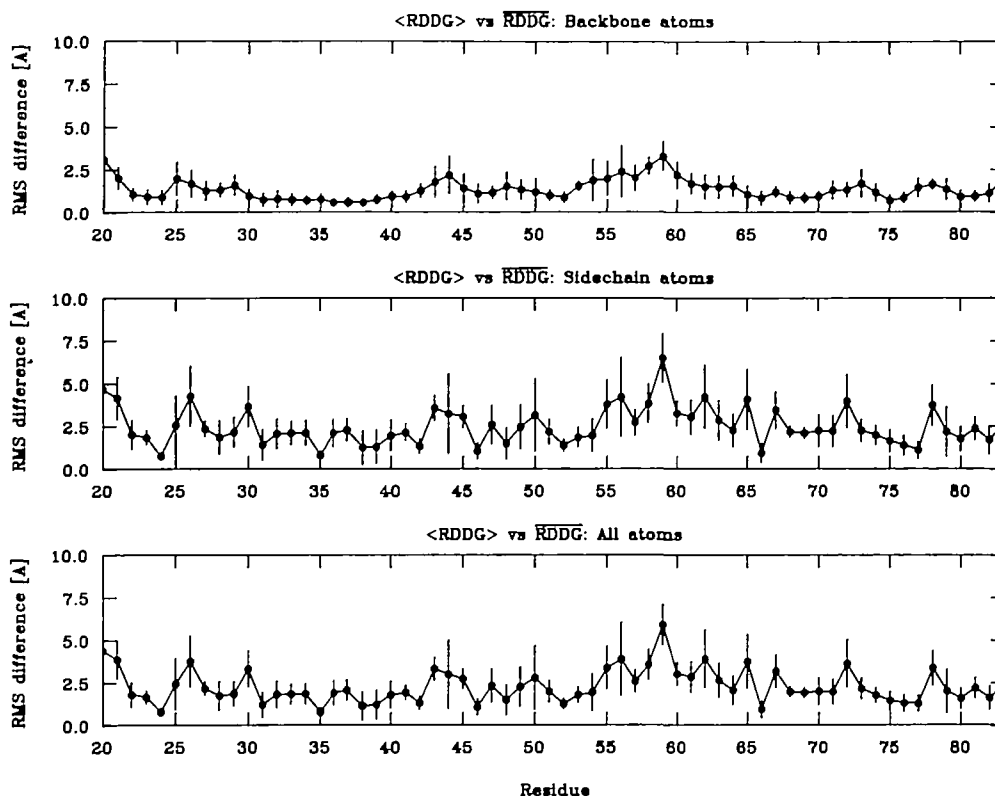 <RDDG> vs RDDG: Backbone atoms
RMS difference [A]
10.0
7.5
5.0
2.5
0.0
20 25 30 35 40 45 50 55 60 65 70 75 80
<RDDG> vs RDDG: Sidechain atoms
RMS difference [A]
10.0
7.5
5.0
2.5
0.0
20 25 30 35 40 45 50 55 60 65 70 75 80
<RDDG> vs RDDG: All atoms
RMS difference [A]
10.0
7.5
5.0
2.5
0.0
20 25 30 35 40 45 50 55 60 65 70 75 80
Residue